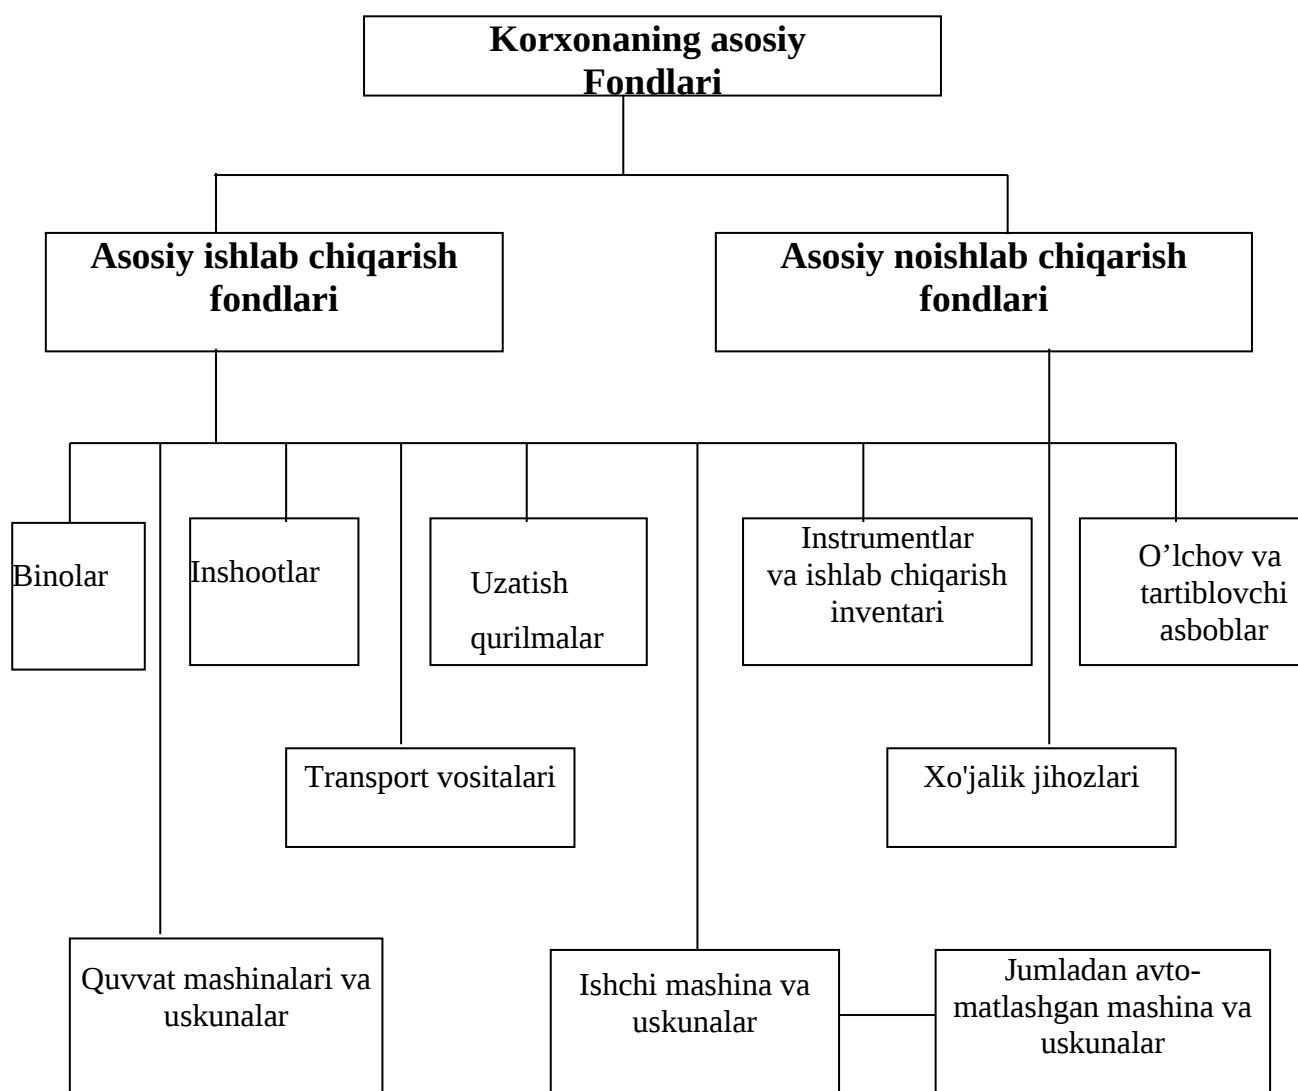 Korxonaning asosiy
Fondlari
Asosiy ishlab chiqarish
fondlari
Asosiy noishlab chiqarish
fondlari
Binolar
Inshootlar
Uzatish
qurilmalar
Instrumentlar
va ishlab chiqarish
inventari
O’lchov va
tartiblovchi
asboblar
Transport vositalari
Xo'jalik jihozlari
Quvvat mashinalari va
uskunalar
Ishchi mashina va
uskunalar
Jumladan avto-
matlashgan mashina va
uskunalar